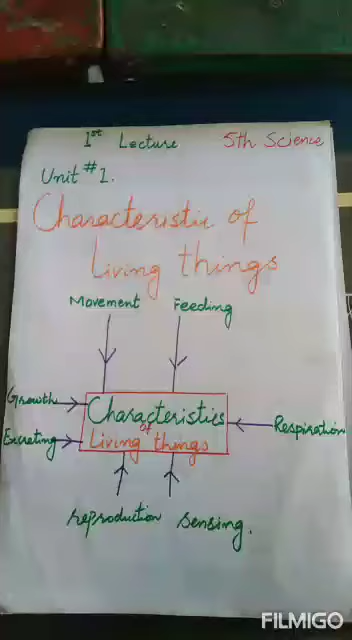 1st Lecture 5th Science
Unit #1.
Characteristic of
Living things
Movement Feeding
Growth
Characteristics
of
Living things
Excreting
Respiration
reproduction sensing.
FILMIGO